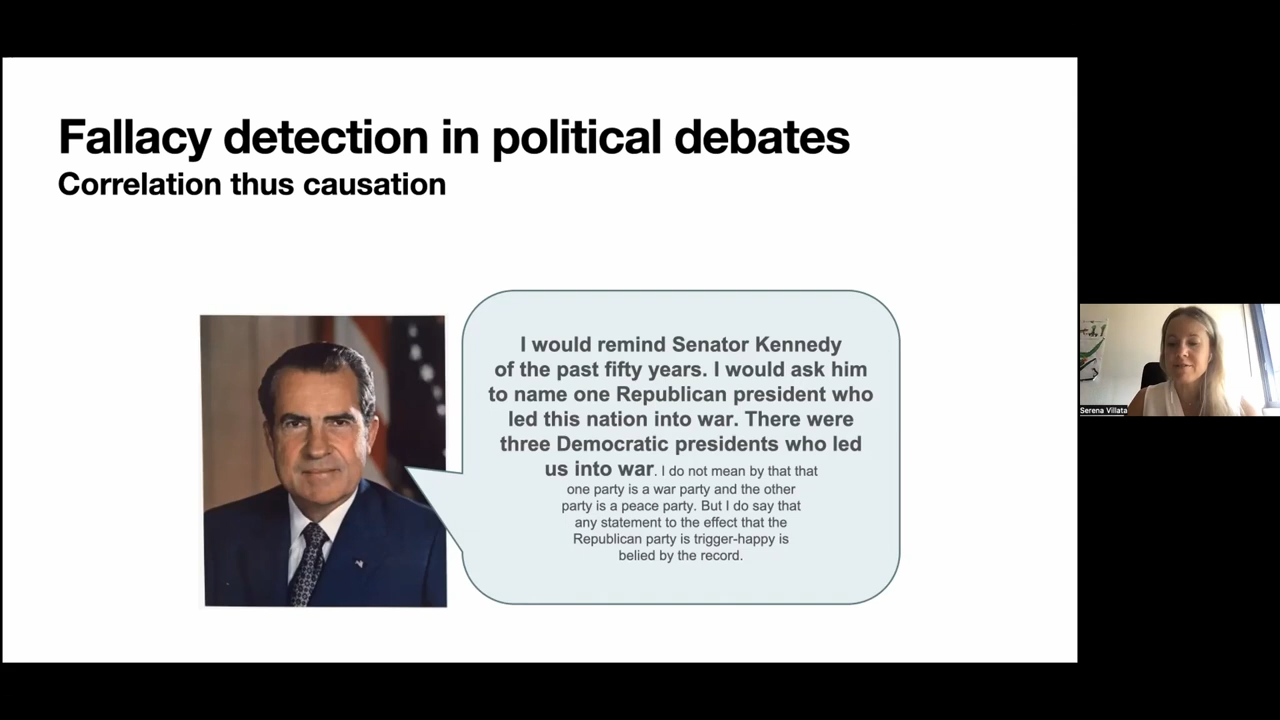 Fallacy detection in political debates
Correlation thus causation
I would remind Senator Kennedy
of the past fifty years. I would ask him
to name one Republican president who
led this nation into war. There were
three Democratic presidents who led
us into war. I do not mean by that that
one party is a war party and the other
party is a peace party. But I do say that
any statement to the effect that the
Republican party is trigger-happy is
belied by the record.
Serena Villata